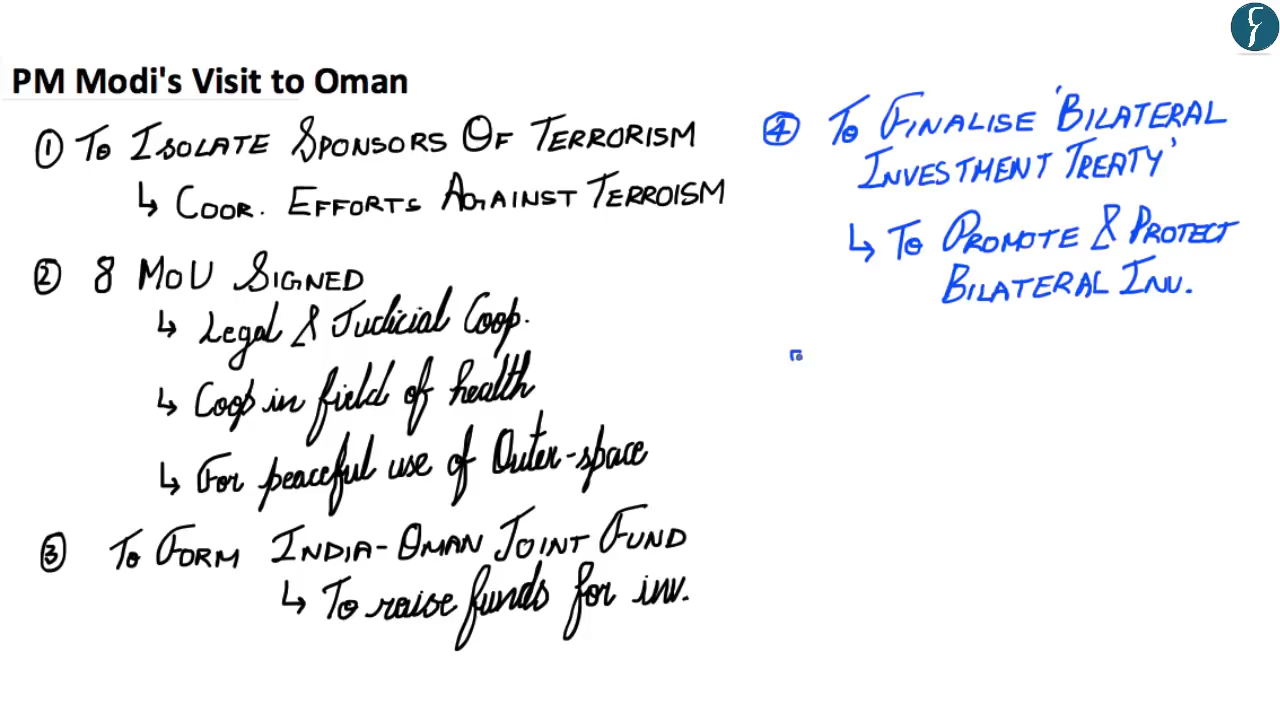 PM Modi's Visit to Oman
① To Isolate Sponsors Of Terrorism
↳ Coor. Efforts Against Terroism
② 8 MoU Signed
↳ Legal & Judicial Coop.
↳ Coop in field of health
↳ For peaceful use of Outer-space
③ To Form India-Oman Joint Fund
↳ To raise funds for inv.
④ To Finalise 'Bilateral
Investment Treaty'
↳ To Promote & Protect
Bilateral Inv.